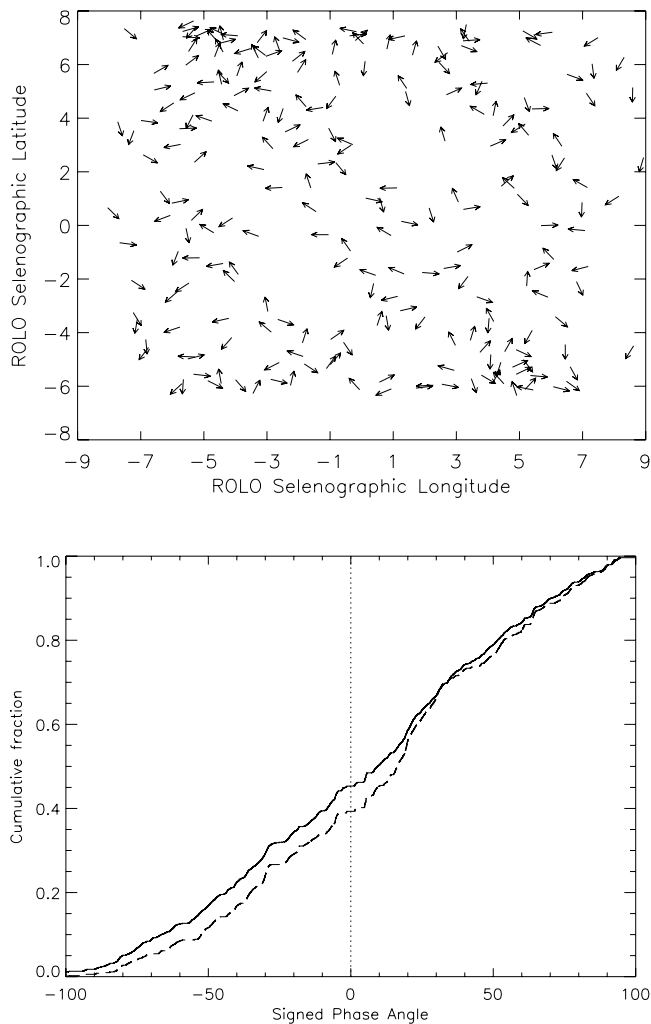 8
6
4
2
0
−2
−4
−6
−8
ROLO Selenographic Latitude
−9 −7 −5 −3 −1 1 3 5 7 9
ROLO Selenographic Longitude
1.0
0.8
0.6
0.4
0.2
0.0
Cumulative fraction
−100 −50 0 50 100
Signed Phase Angle